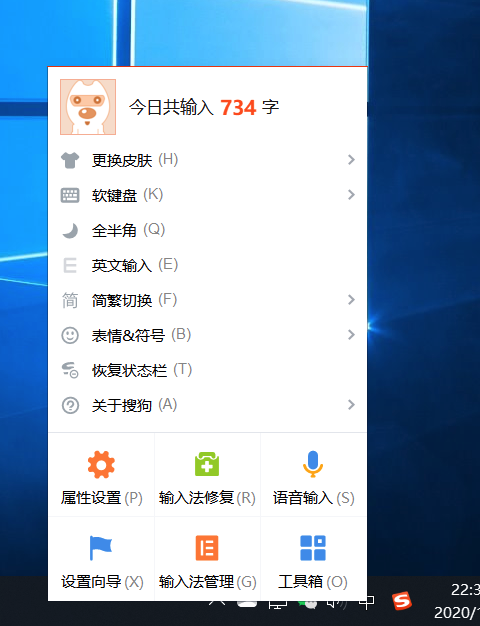 今日共输入 734 字
更换皮肤 (H)
软键盘 (K)
全半角 (Q)
E 英文输入 (E)
简 简繁切换 (F)
表情&符号 (B)
恢复状态栏 (T)
关于搜狗 (A)
属性设置 (P) 输入法修复 (R) 语音输入 (S)
设置向导 (X) 输入法管理 (G) 工具箱 (O)
中 S 22:3
2020/1